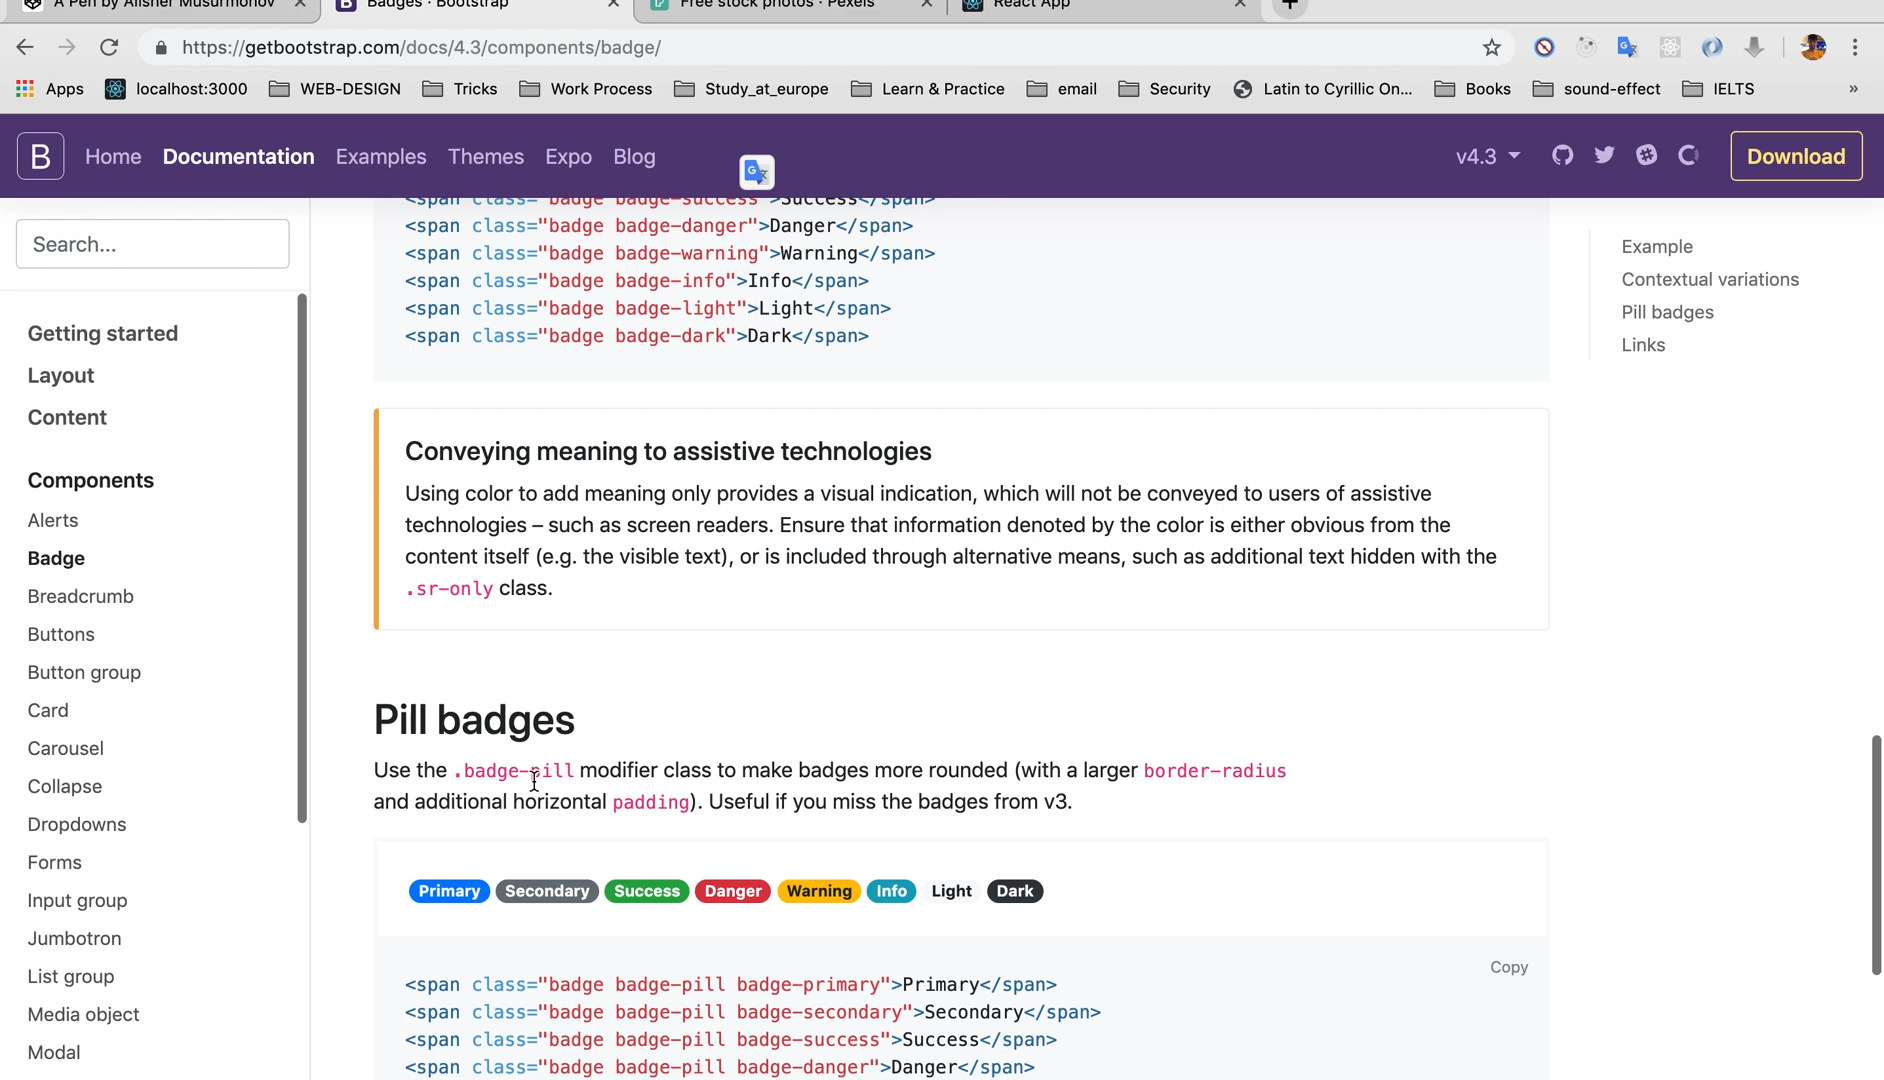 A Pen by Alisher Musurmonov
Badges · Bootstrap
Free stock photos · Pexels
React App
https://getbootstrap.com/docs/4.3/components/badge/
Apps
localhost:3000
WEB-DESIGN
Tricks
Work Process
Study_at_europe
Learn & Practice
email
Security
Latin to Cyrillic On...
Books
sound-effect
IELTS
»
B
Home
Documentation
Examples
Themes
Expo
Blog
v4.3
Download
Search...
Getting started
Layout
Content
Components
Alerts
Badge
Breadcrumb
Buttons
Button group
Card
Carousel
Collapse
Dropdowns
Forms
Input group
Jumbotron
List group
Media object
Modal
<span class="badge badge-success">Success</span>
<span class="badge badge-danger">Danger</span>
<span class="badge badge-warning">Warning</span>
<span class="badge badge-info">Info</span>
<span class="badge badge-light">Light</span>
<span class="badge badge-dark">Dark</span>
Conveying meaning to assistive technologies
Using color to add meaning only provides a visual indication, which will not be conveyed to users of assistive
technologies – such as screen readers. Ensure that information denoted by the color is either obvious from the
content itself (e.g. the visible text), or is included through alternative means, such as additional text hidden with the
.sr-only class.
Pill badges
Use the .badge-pill modifier class to make badges more rounded (with a larger border-radius
and additional horizontal padding). Useful if you miss the badges from v3.
Primary Secondary Success Danger Warning Info Light Dark
Copy
<span class="badge badge-pill badge-primary">Primary</span>
<span class="badge badge-pill badge-secondary">Secondary</span>
<span class="badge badge-pill badge-success">Success</span>
<span class="badge badge-pill badge-danger">Danger</span>
Example
Contextual variations
Pill badges
Links